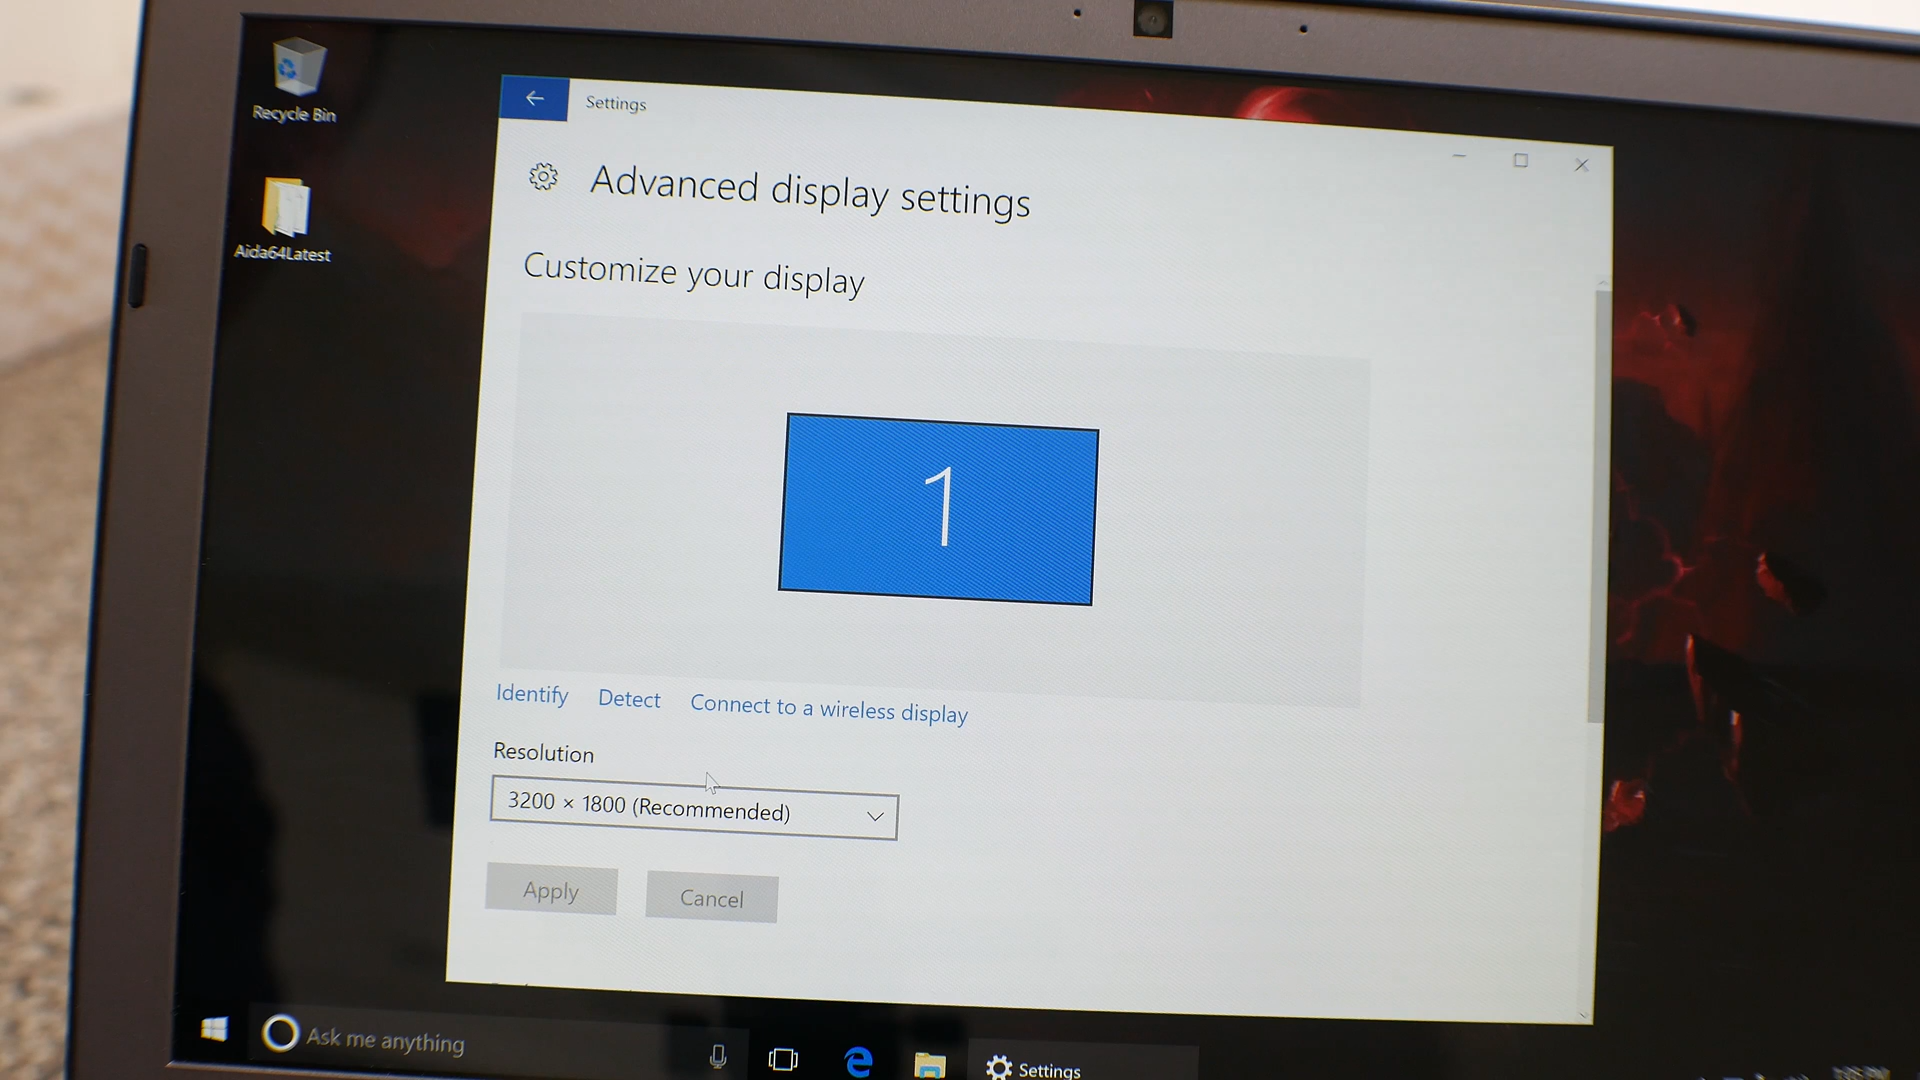 Recycle Bin
Aida64Latest
Settings
Advanced display settings
Customize your display
1
Identify
Detect
Connect to a wireless display
Resolution
3200 × 1800 (Recommended)
Apply
Cancel
Ask me anything
Settings